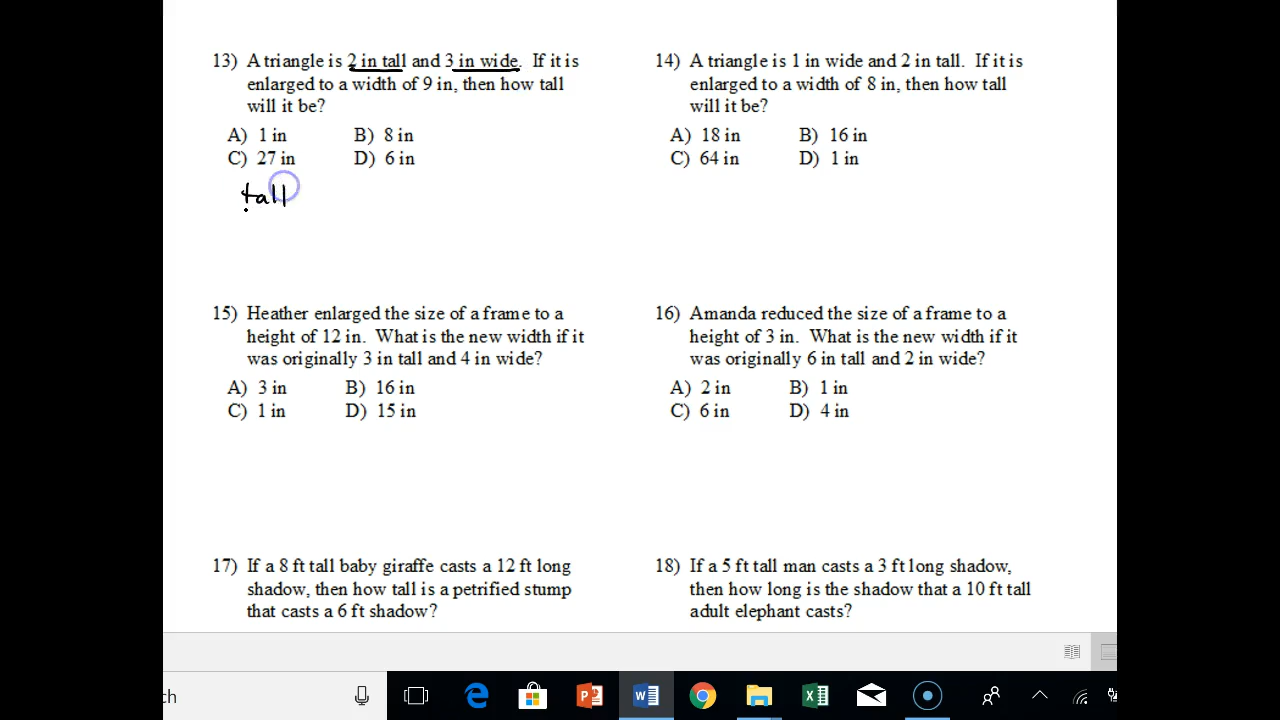 13) A triangle is 2 in tall and 3 in wide. If it is
enlarged to a width of 9 in, then how tall
will it be?
A) 1 in B) 8 in
C) 27 in D) 6 in
tall
14) A triangle is 1 in wide and 2 in tall. If it is
enlarged to a width of 8 in, then how tall
will it be?
A) 18 in B) 16 in
C) 64 in D) 1 in
15) Heather enlarged the size of a frame to a
height of 12 in. What is the new width if it
was originally 3 in tall and 4 in wide?
A) 3 in B) 16 in
C) 1 in D) 15 in
16) Amanda reduced the size of a frame to a
height of 3 in. What is the new width if it
was originally 6 in tall and 2 in wide?
A) 2 in B) 1 in
C) 6 in D) 4 in
17) If a 8 ft tall baby giraffe casts a 12 ft long
shadow, then how tall is a petrified stump
that casts a 6 ft shadow?
18) If a 5 ft tall man casts a 3 ft long shadow,
then how long is the shadow that a 10 ft tall
adult elephant casts?
ch